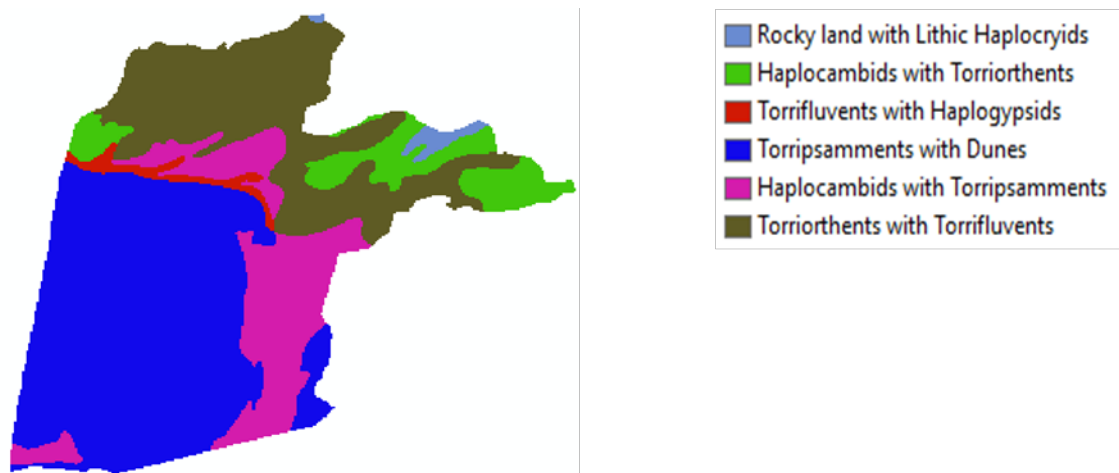 Rocky land with Lithic Haplocryids
Haplocambids with Torriorthents
Torrifluvents with Haplogypsids
Torripsamments with Dunes
Haplocambids with Torripsamments
Torriorthents with Torrifluvents